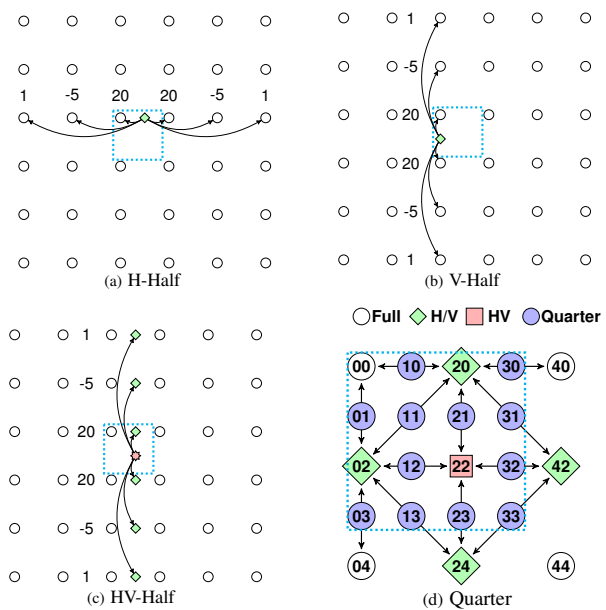 1 -5 20 20 -5 1
(a) H-Half
1
-5
20
20
-5
1
(b) V-Half
1
-5
20
20
-5
1
(c) HV-Half
Full H/V HV Quarter
00 10 20 30 40
01 11 21 31
02 12 22 32 42
03 13 23 33
04 24 44
(d) Quarter